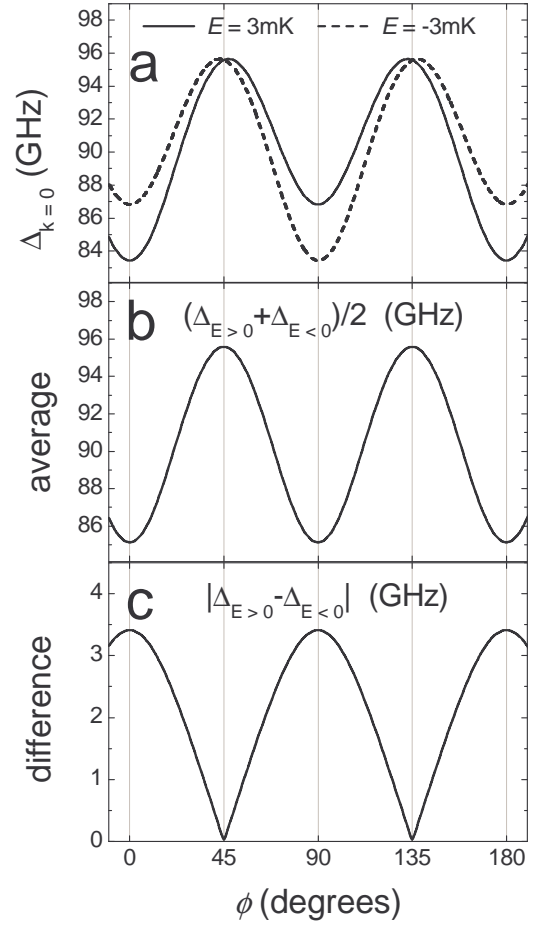 E = 3mK E = -3mK
a
98
96
94
92
90
88
86
84
Δk = 0 (GHz)
b (ΔE > 0+ΔE < 0)/2 (GHz)
98
96
94
92
90
88
86
average
c |ΔE > 0-ΔE < 0| (GHz)
4
3
2
1
0
difference
0 45 90 135 180
ϕ (degrees)